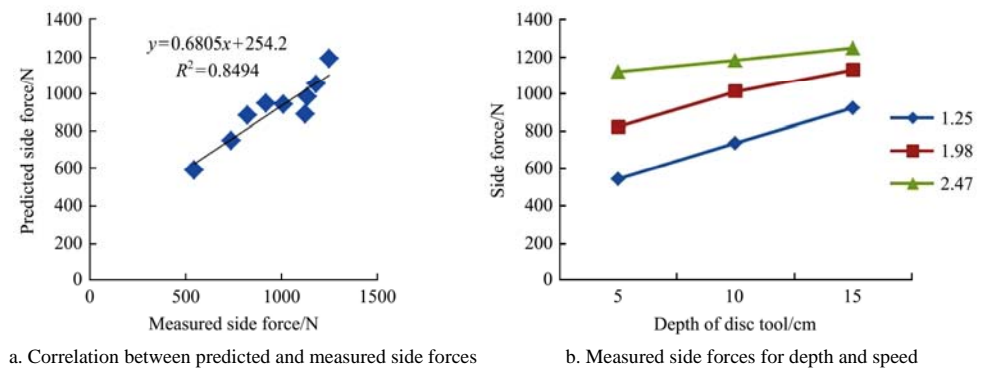 y=0.6805x+254.2
R²=0.8494
Predicted side force/N
1400
1200
1000
800
600
400
200
0
0 500 1000 1500
Measured side force/N
a. Correlation between predicted and measured side forces
Side force/N
1400
1200
1000
800
600
400
200
0
5 10 15
Depth of disc tool/cm
1.25
1.98
2.47
b. Measured side forces for depth and speed